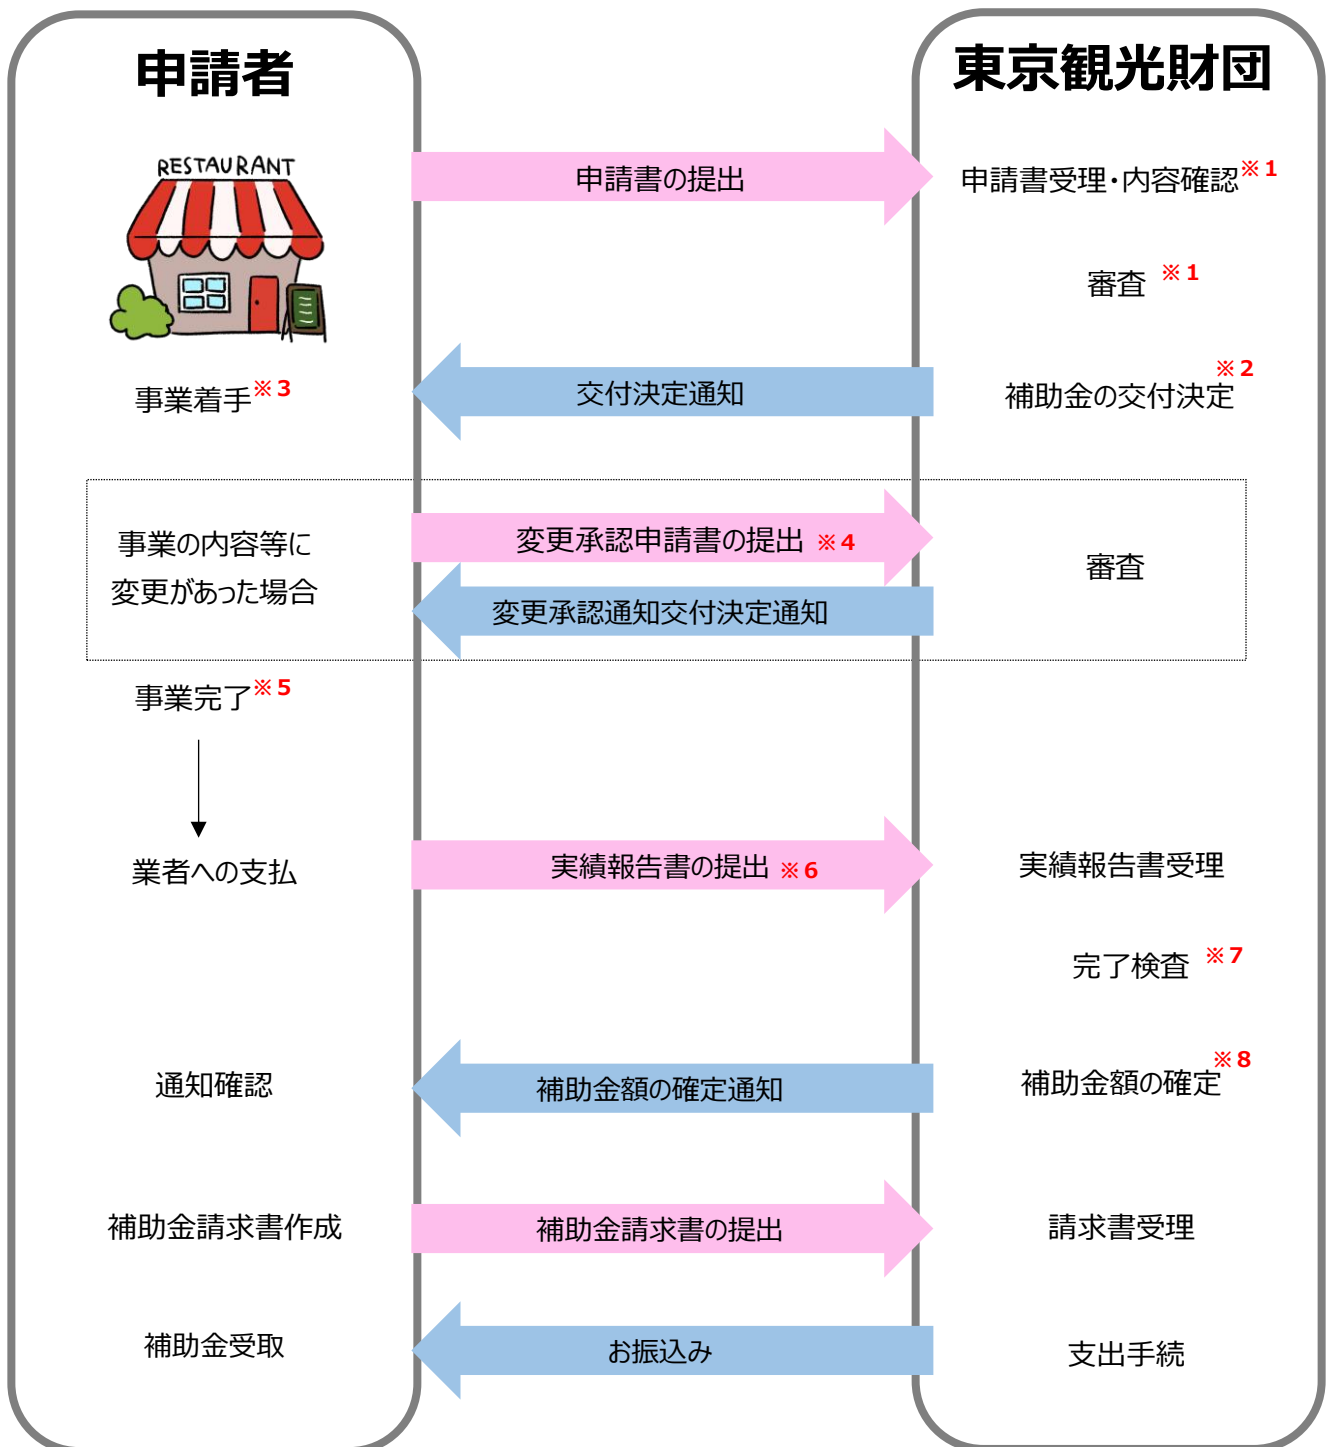 申請者
東京観光財団
RESTAURANT
申請書の提出
申請書受理・内容確認※1
審査 ※1
事業着手※3
交付決定通知
補助金の交付決定※2
事業の内容等に
変更があった場合
変更承認申請書の提出 ※4
変更承認通知交付決定通知
審査
事業完了※5
業者への支払
実績報告書の提出 ※6
実績報告書受理
完了検査 ※7
通知確認
補助金額の確定通知
補助金額の確定※8
補助金請求書作成
補助金請求書の提出
請求書受理
補助金受取
お振込み
支出手続